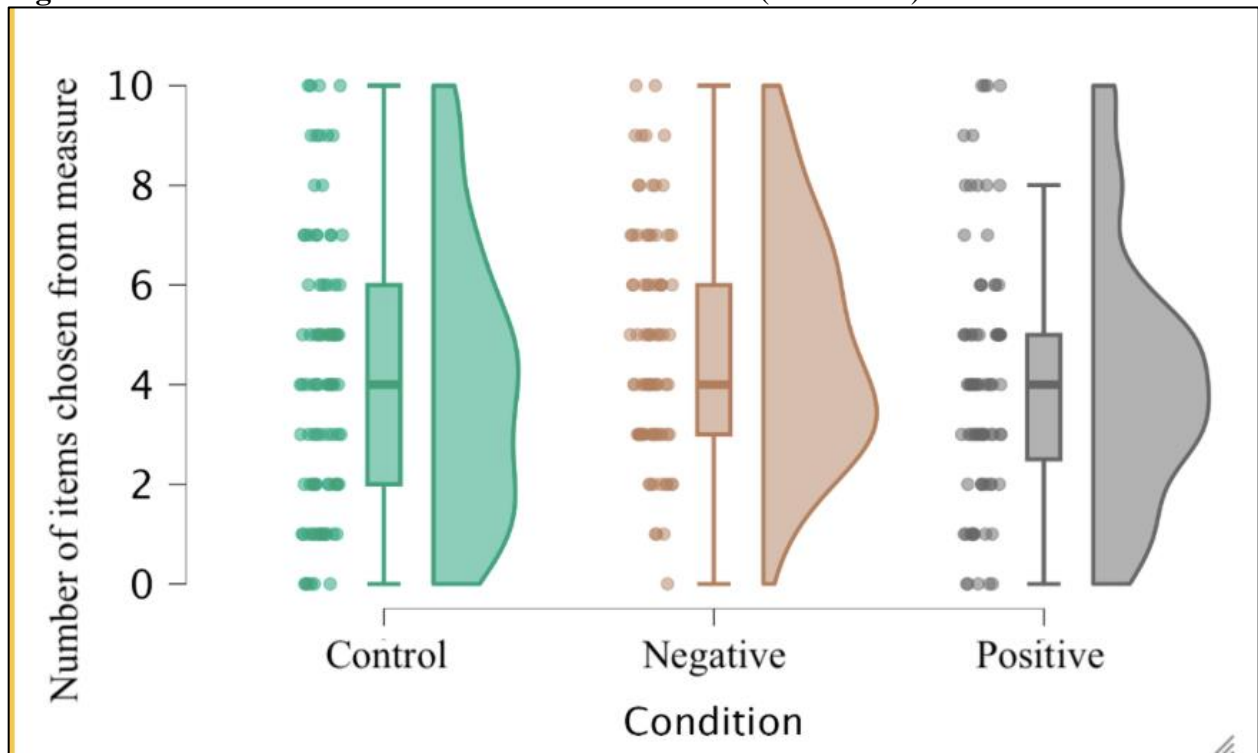 Number of items chosen from measure
10
8
6
4
2
0
Control
Negative
Positive
Condition